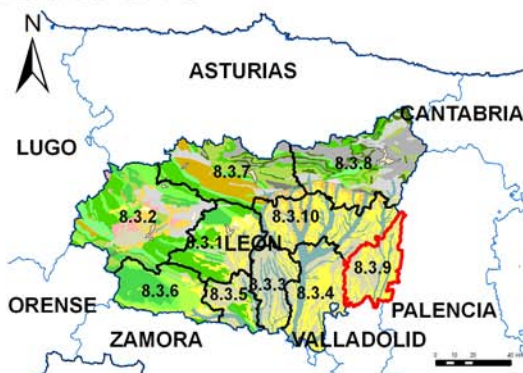 N
ASTURIAS
CANTABRIA
LUGO
8.3.7
8.3.8
8.3.2
8.3.10
8.3.1
LEÓN
8.3.9
8.3.3
8.3.6
8.3.5
8.3.4
ORENSE
PALENCIA
ZAMORA
VALLADOLID